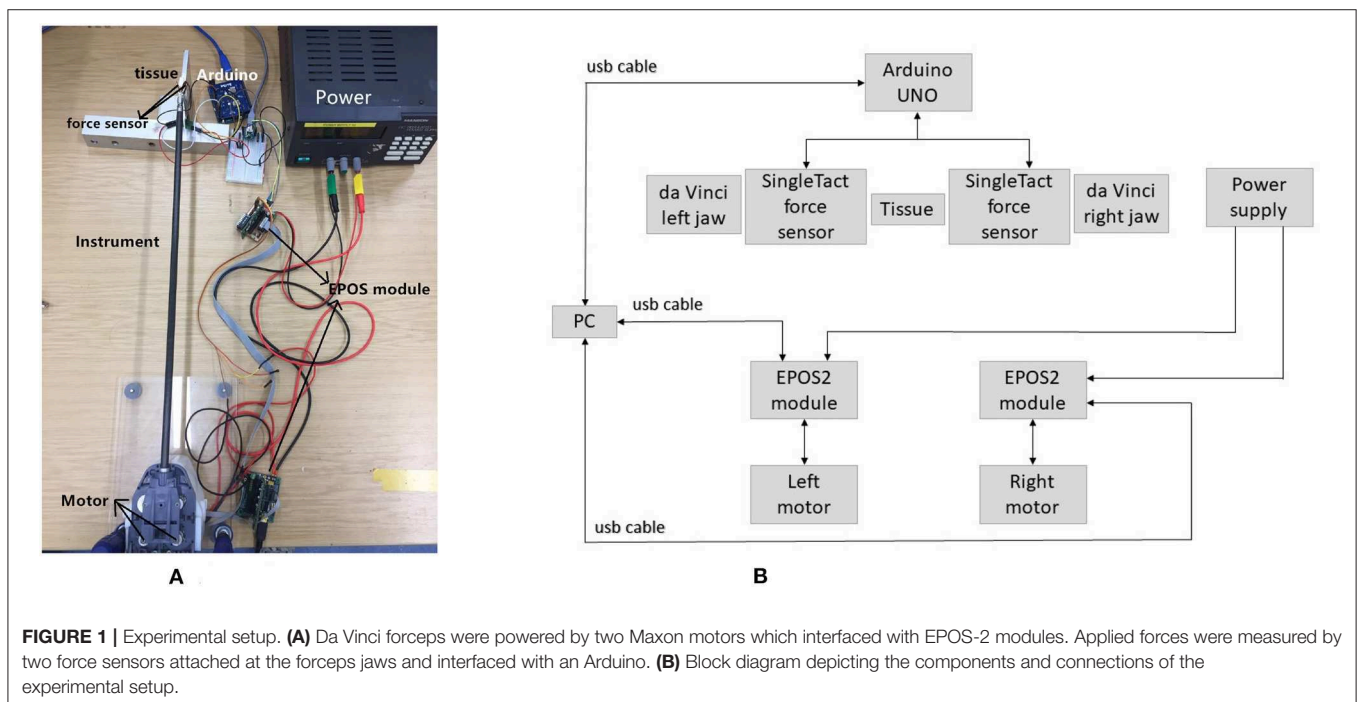 tissue
Arduino
Power
force sensor
Instrument
EPOS module
Motor
A
usb cable
Arduino
UNO
da Vinci
left jaw
SingleTact
force
sensor
Tissue
SingleTact
force
sensor
da Vinci
right jaw
Power
supply
PC
usb cable
EPOS2
module
EPOS2
module
Left
motor
Right
motor
usb cable
B
FIGURE 1 | Experimental setup. (A) Da Vinci forceps were powered by two Maxon motors which interfaced with EPOS-2 modules. Applied forces were measured by
two force sensors attached at the forceps jaws and interfaced with an Arduino. (B) Block diagram depicting the components and connections of the
experimental setup.